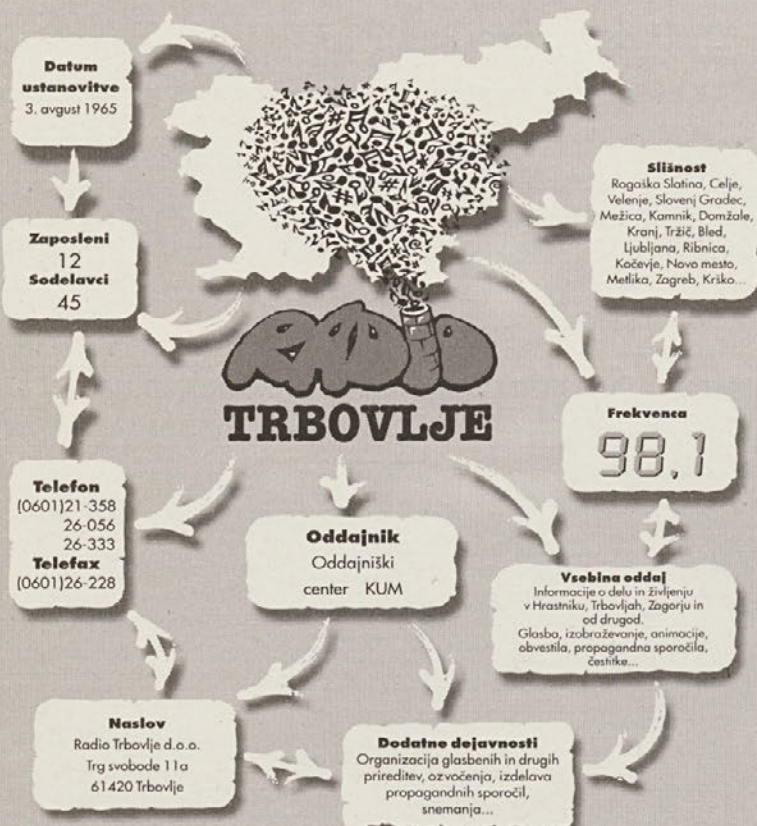 Datum
ustanovitve
3. avgust 1965
Slišnost
Rogaška Slatina, Celje,
Velenje, Slovenj Gradec,
Mežica, Kamnik, Domžale,
Kranj, Tržič, Bled,
Ljubljana, Ribnica,
Kočevje, Novo mesto,
Metlika, Zagreb, Krško...
Zaposleni
12
Sodelavci
45
RADIO
TRBOVLJE
Frekvenca
98,1
Telefon
(0601)21-358
26-056
26-333
Telefax
(0601)26-228
Oddajnik
Oddajniški
center KUM
Vsebina oddaj
Informacije o delu in življenju
v Hrastniku, Trbovljah, Zagorju in
od drugod.
Glasba, izobraževanje, animacije,
obvestila, propagandna sporočila,
čestitke...
Naslov
Radio Trbovlje d.o.o.
Trg svobode 11a
61420 Trbovlje
Dodatne dejavnosti
Organizacija glasbenih in drugih
prireditev, ozvočenja, izdelava
propagandnih sporočil,
snemanja...